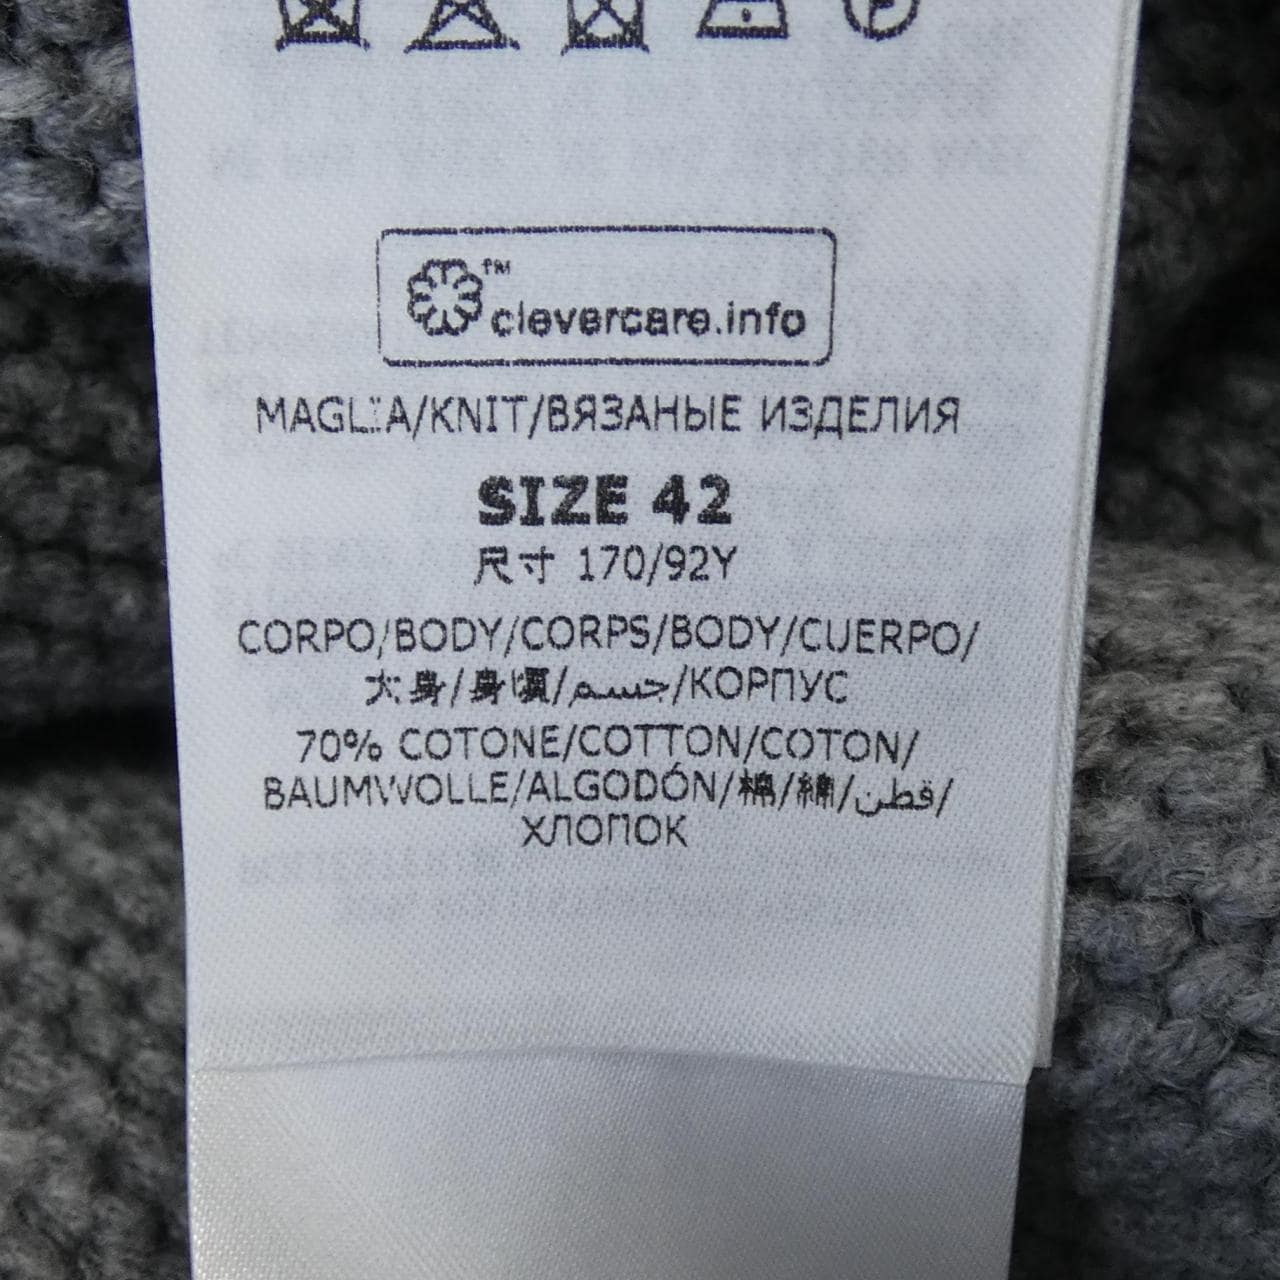 ™
clevercare.info
MAGLIA/KNIT/ВЯЗАНЫЕ ИЗДЕЛИЯ
SIZE 42
尺寸 170/92Y
CORPO/BODY/CORPS/BODY/CUERPO/
大身/身頃/جسم/КОРПУС
70% COTONE/COTTON/COTON/
BAUMWOLLE/ALGODÓN/棉/綿/قطن/
ХЛОПОК